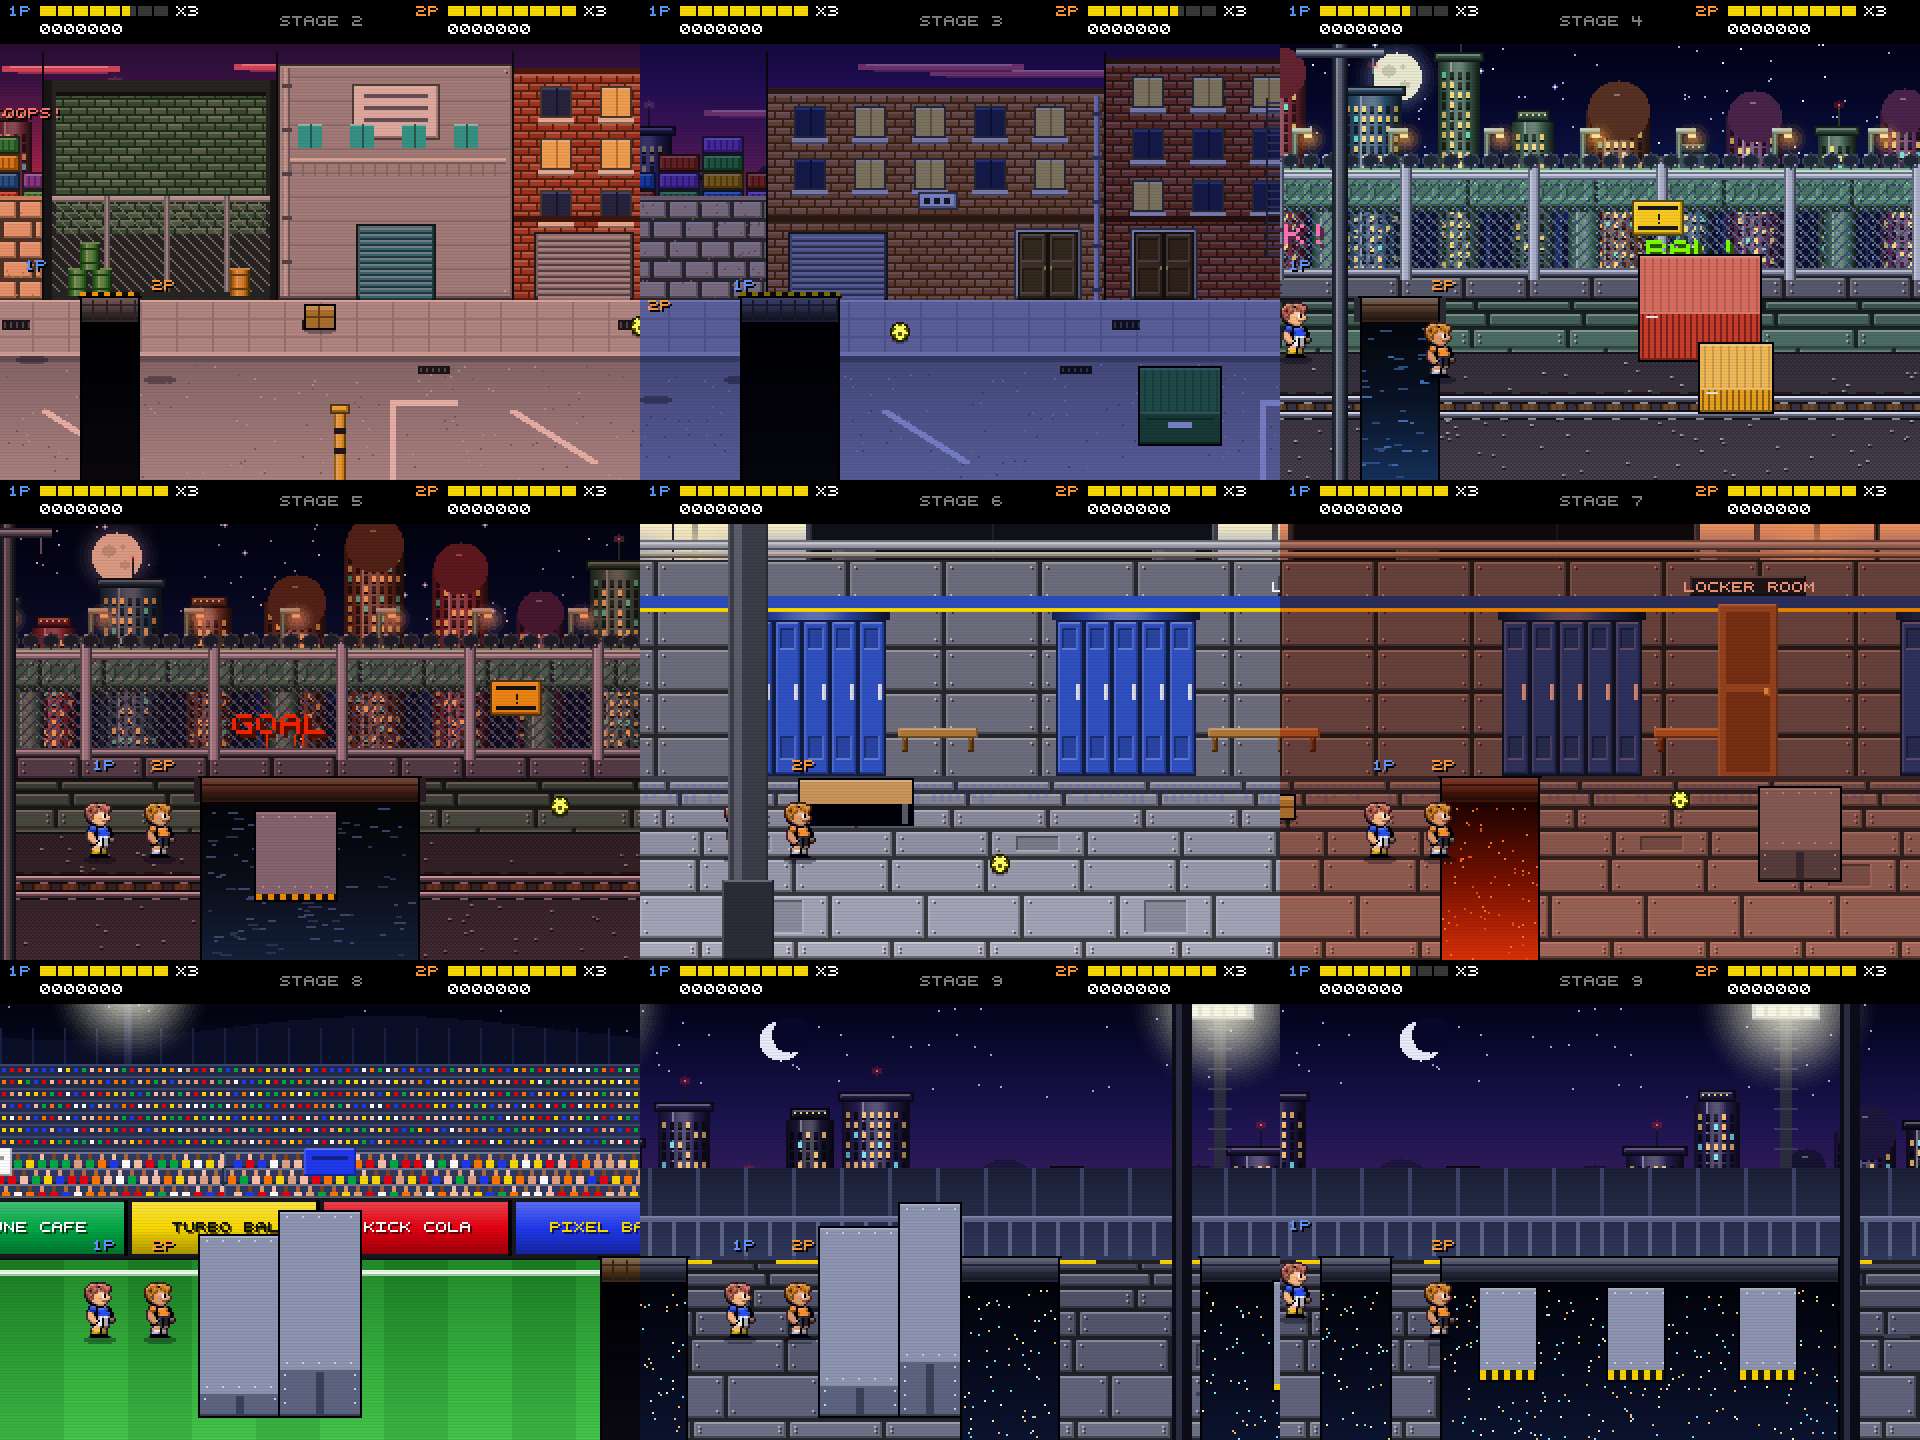 1P X3 STAGE 2 2P X3
0000000 0000000
OOPS!
1P
2P
1P X3 STAGE 3 2P X3
0000000 0000000
1P
2P
1P X3 STAGE 4 2P X3
0000000 0000000
!
1P
2P
1P X3 STAGE 5 2P X3
0000000 0000000
!
GOAL
1P 2P
1P X3 STAGE 6 2P X3
0000000 0000000
2P
1P X3 STAGE 7 2P X3
0000000 0000000
LOCKER ROOM
1P 2P
1P X3 STAGE 8 2P X3
0000000 0000000
NE CAFE TURBO BAL KICK COLA PIXEL BA
1P 2P
1P X3 STAGE 9 2P X3
0000000 0000000
1P 2P
1P X3 STAGE 9 2P X3
0000000 0000000
1P
2P